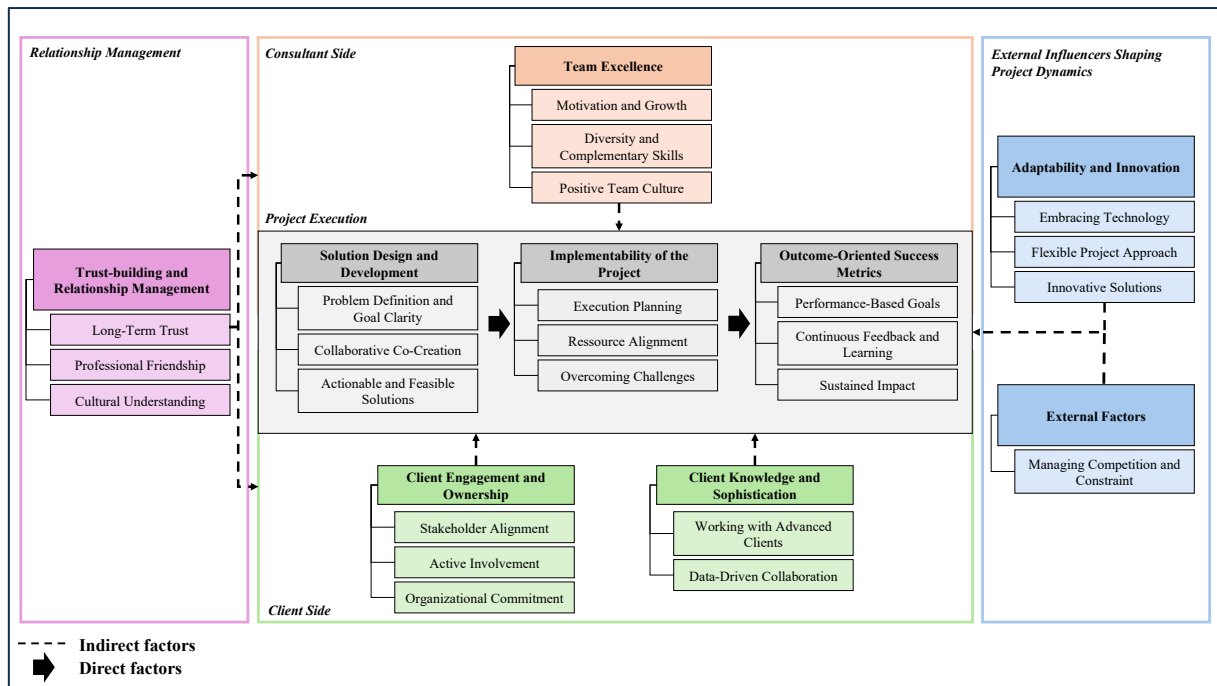 Relationship Management
Trust-building and
Relationship Management
Long-Term Trust
Professional Friendship
Cultural Understanding
Consultant Side
Team Excellence
Motivation and Growth
Diversity and
Complementary Skills
Positive Team Culture
Project Execution
Solution Design and
Development
Problem Definition and
Goal Clarity
Collaborative Co-Creation
Actionable and Feasible
Solutions
Implementability of the
Project
Execution Planning
Ressource Alignment
Overcoming Challenges
Outcome-Oriented Success
Metrics
Performance-Based Goals
Continuous Feedback and
Learning
Sustained Impact
Client Engagement and
Ownership
Stakeholder Alignment
Active Involvement
Organizational Commitment
Client Knowledge and
Sophistication
Working with Advanced
Clients
Data-Driven Collaboration
Client Side
External Influencers Shaping
Project Dynamics
Adaptability and Innovation
Embracing Technology
Flexible Project Approach
Innovative Solutions
External Factors
Managing Competition and
Constraint
Indirect factors
Direct factors